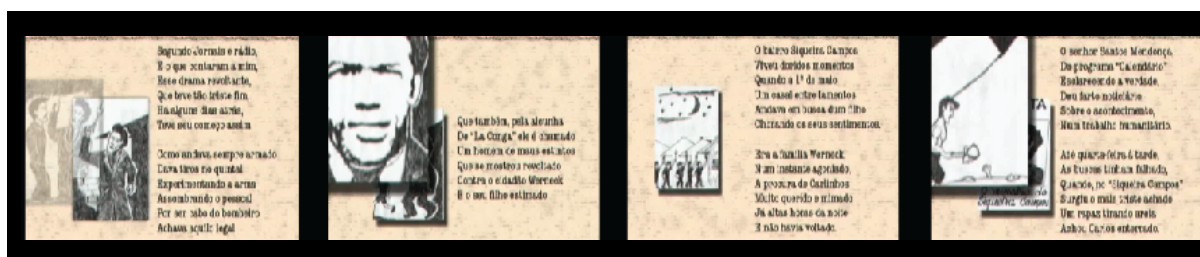 Segundo Jornais e rádio,
E o que contaram a mim,
Esse drama revoltante,
Que teve tão triste fim
Há alguns dias atrás,
Teve seu começo assim
Como andava sempre armado
Dava tiros no quintal
Experimentando a arma
Assombrando o pessoal
Por ser cabo do bombeiro
Achava aquilo legal
Que também, pela alcunha
De "La Conga" ele é chamado
Um homem de maus instintos
Que se mostrou revoltado
Contra o cidadão Werneck
E o seu filho estimado
O bairro Siqueira Campos
Viveu doridos momentos
Quando a 1º de maio
Um casal entre lamentos
Andava em busca dum filho
Chorando os seus sentimentos.
Era a família Werneck
Num instante agoniado,
A procura de Carlinhos
Muito querido e mimado
Já altas horas da noite
E não havia voltado.
O senhor Santos Mendonça,
Do programa "Calendário"
Esclarecendo a verdade,
Deu farto noticiário
Sobre o acontecimento,
Num trabalho humanitário.
Até quarta-feira à tarde,
As buscas tinham falhado,
Quando, no "Siqueira Campos"
Surgiu o mais triste achado
Um rapaz tirando areia
Achou Carlos enterrado.
TA
Siqueira Campos